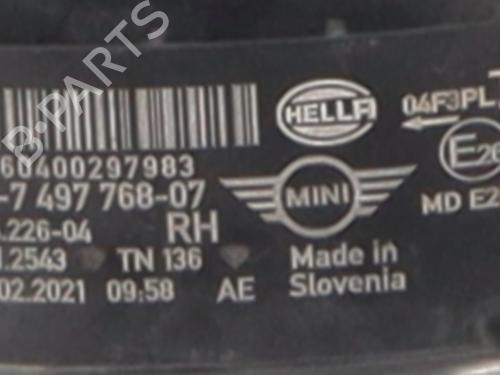 B-PARTS
HELLA
04F3PL
60400297983
E26
-7 497 768-07
MINI
.226-04 RH
MD E2
.2543 TN 136
Made in
Slovenia
.02.2021 09:58 AE